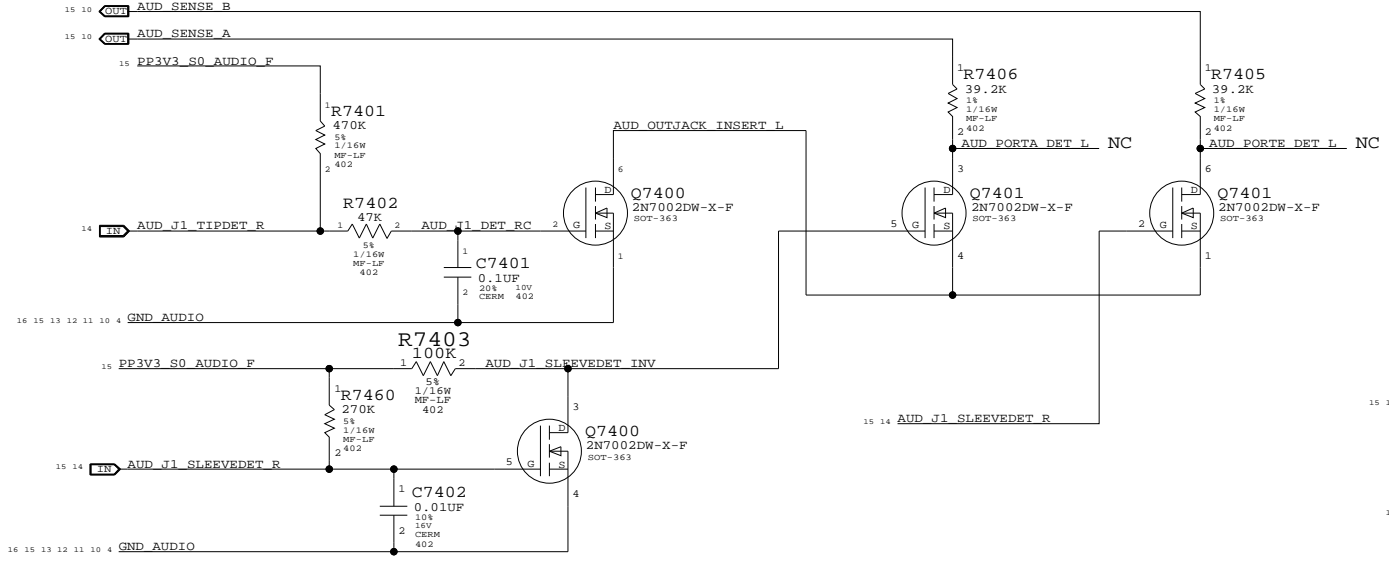 15 10 OUT AUD_SENSE_B
15 10 OUT AUD_SENSE_A
15 PP3V3_S0_AUDIO_F
1 R7401
470K
5%
1/16W
MF-LF
402
2
1 R7406
39.2K
1%
1/16W
MF-LF
2 402
1 R7405
39.2K
1%
1/16W
MF-LF
2 402
AUD_OUTJACK_INSERT_L
AUD_PORTA_DET_L NC
AUD_PORTE_DET_L NC
14 IN AUD_J1_TIPDET_R
R7402
1 47K 2
5%
1/16W
MF-LF
402
AUD_J1_DET_RC
6
Q7400
2N7002DW-X-F
SOT-363
D
2 G S
1
3
Q7401
2N7002DW-X-F
SOT-363
D
5 G S
4
6
Q7401
2N7002DW-X-F
SOT-363
D
2 G S
1
1 C7401
0.1UF
2 20% 10V
CERM 402
16 15 13 12 11 10 4 GND_AUDIO
R7403
15 PP3V3_S0_AUDIO_F
1 100K 2
5%
1/16W
MF-LF
402
AUD_J1_SLEEVEDET_INV
1 R7460
270K
5%
1/16W
MF-LF
2 402
3
Q7400
2N7002DW-X-F
SOT-363
D
5 G S
4
15 14 AUD_J1_SLEEVEDET_R
15 14 IN AUD_J1_SLEEVEDET_R
1 C7402
0.01UF
10%
16V
2 CERM
402
16 15 13 12 11 10 4 GND_AUDIO